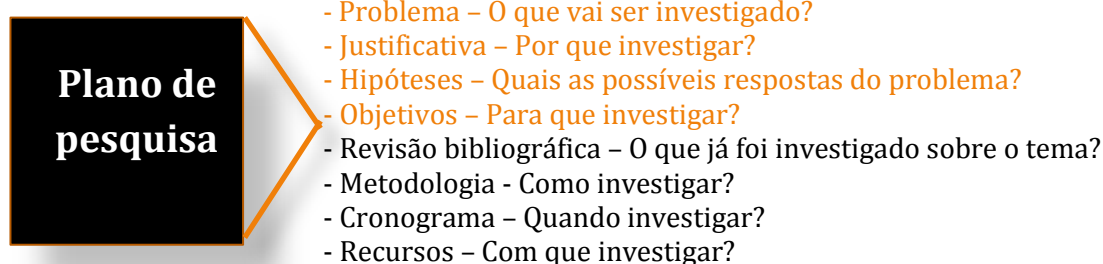 Plano de
pesquisa
- Problema – O que vai ser investigado?
- Justificativa – Por que investigar?
- Hipóteses – Quais as possíveis respostas do problema?
- Objetivos – Para que investigar?
- Revisão bibliográfica – O que já foi investigado sobre o tema?
- Metodologia - Como investigar?
- Cronograma – Quando investigar?
- Recursos – Com que investigar?